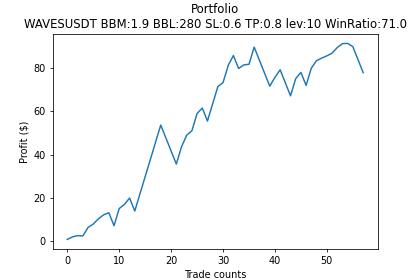 Portfolio
WAVESUSDT BBM:1.9 BBL:280 SL:0.6 TP:0.8 lev:10 WinRatio:71.0
80
60
40
20
0
Profit ($)
0 10 20 30 40 50
Trade counts